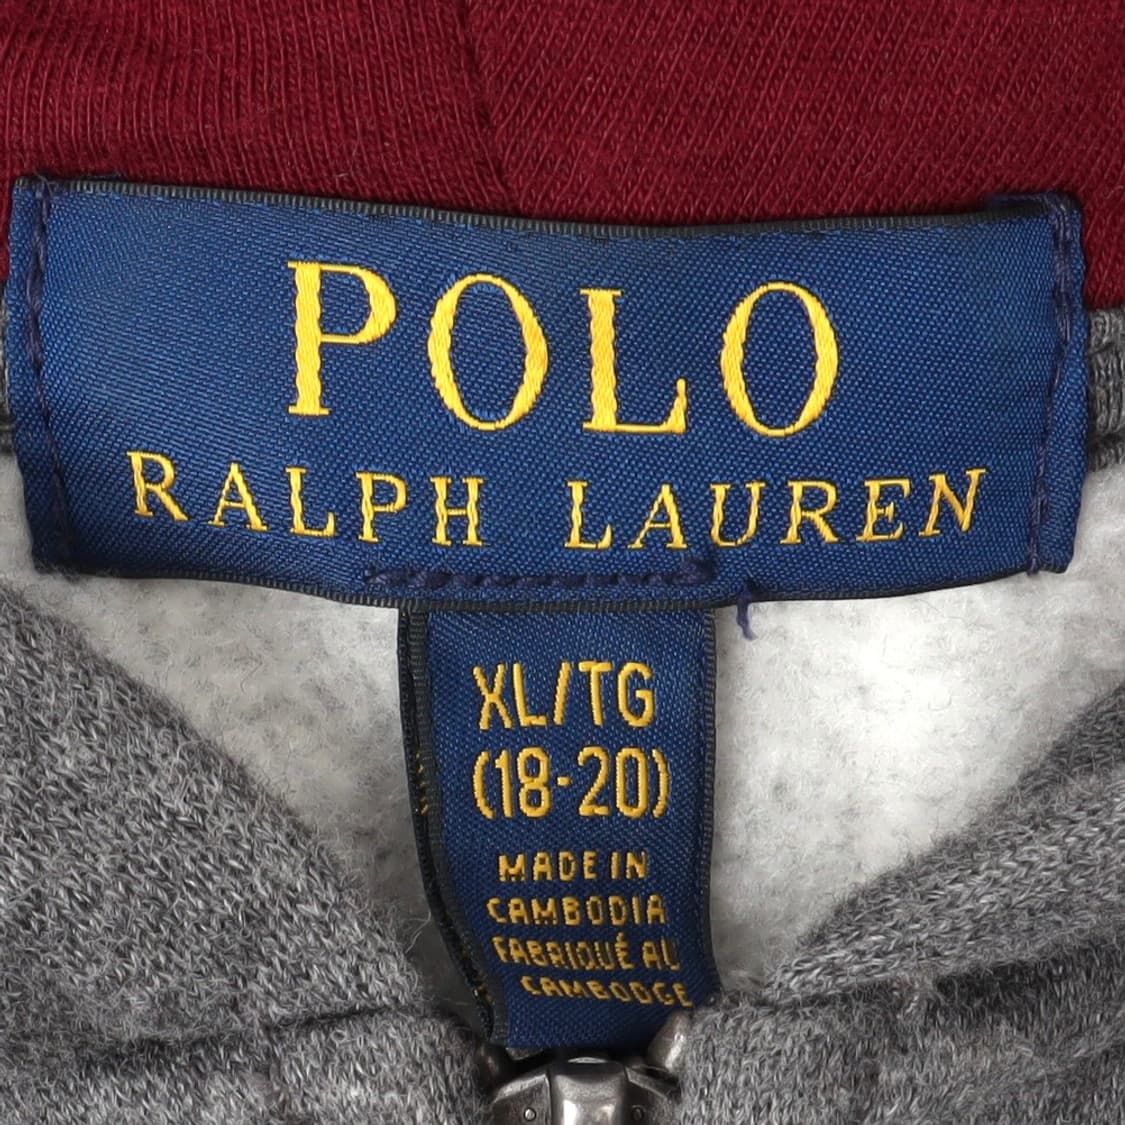 POLO
RALPH LAUREN
XL/TG
(18-20)
MADE IN
CAMBODIA
FABRIQUÉ AU
CAMBODGE